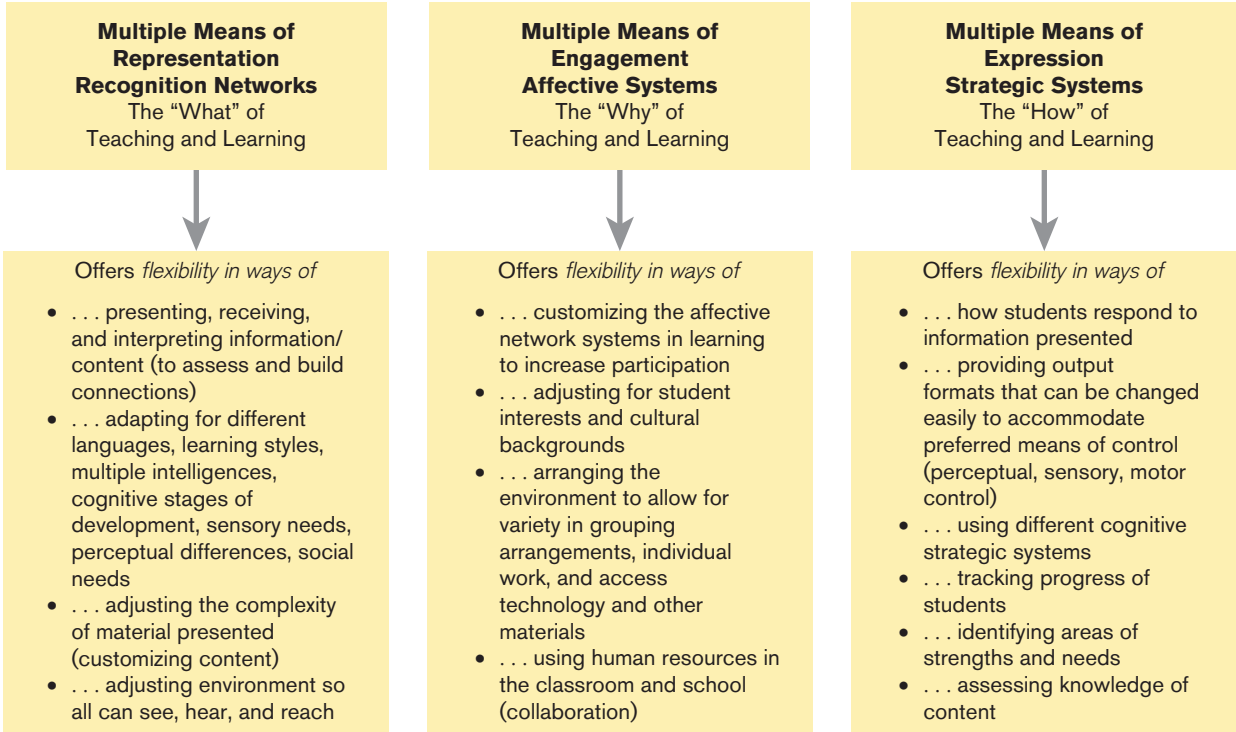 Multiple Means of
Representation
Recognition Networks
The “What” of
Teaching and Learning
Offers flexibility in ways of
• . . . presenting, receiving,
and interpreting information/
content (to assess and build
connections)
• . . . adapting for different
languages, learning styles,
multiple intelligences,
cognitive stages of
development, sensory needs,
perceptual differences, social
needs
• . . . adjusting the complexity
of material presented
(customizing content)
• . . . adjusting environment so
all can see, hear, and reach
Multiple Means of
Engagement
Affective Systems
The “Why” of
Teaching and Learning
Offers flexibility in ways of
• . . . customizing the affective
network systems in learning
to increase participation
• . . . adjusting for student
interests and cultural
backgrounds
• . . . arranging the
environment to allow for
variety in grouping
arrangements, individual
work, and access
technology and other
materials
• . . . using human resources in
the classroom and school
(collaboration)
Multiple Means of
Expression
Strategic Systems
The “How” of
Teaching and Learning
Offers flexibility in ways of
• . . . how students respond to
information presented
• . . . providing output
formats that can be changed
easily to accommodate
preferred means of control
(perceptual, sensory, motor
control)
• . . . using different cognitive
strategic systems
• . . . tracking progress of
students
• . . . identifying areas of
strengths and needs
• . . . assessing knowledge of
content